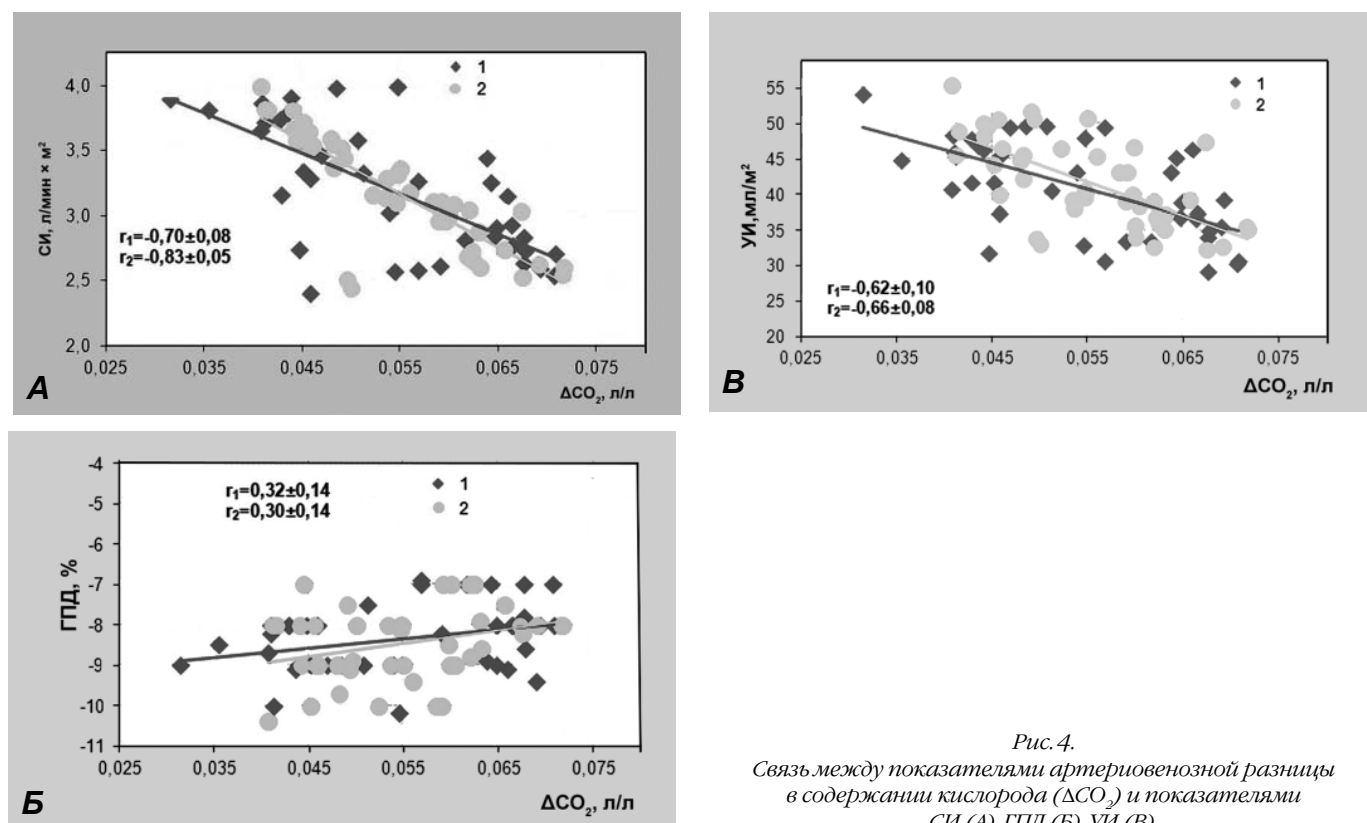 СИ, л/мин × м²
4,0
3,5
3,0
2,5
2,0
1
2
r₁=-0,70±0,08
r₂=-0,83±0,05
0,025 0,035 0,045 0,055 0,065 0,075
ΔCO₂, л/л
А
УИ,мл/м²
55
50
45
40
35
30
25
20
1
2
r₁=-0,62±0,10
r₂=-0,66±0,08
0,025 0,035 0,045 0,055 0,065 0,075
ΔCO₂, л/л
В
ГПД, %
-4
-5
-6
-7
-8
-9
-10
-11
r₁=0,32±0,14
r₂=0,30±0,14
1
2
0,025 0,035 0,045 0,055 0,065 0,075
ΔCO₂, л/л
Б
Рис. 4.
Связь между показателями артериовенозной разницы
в содержании кислорода (ΔCO₂) и показателями
СИ (А), ГПД (Б), УИ (В)